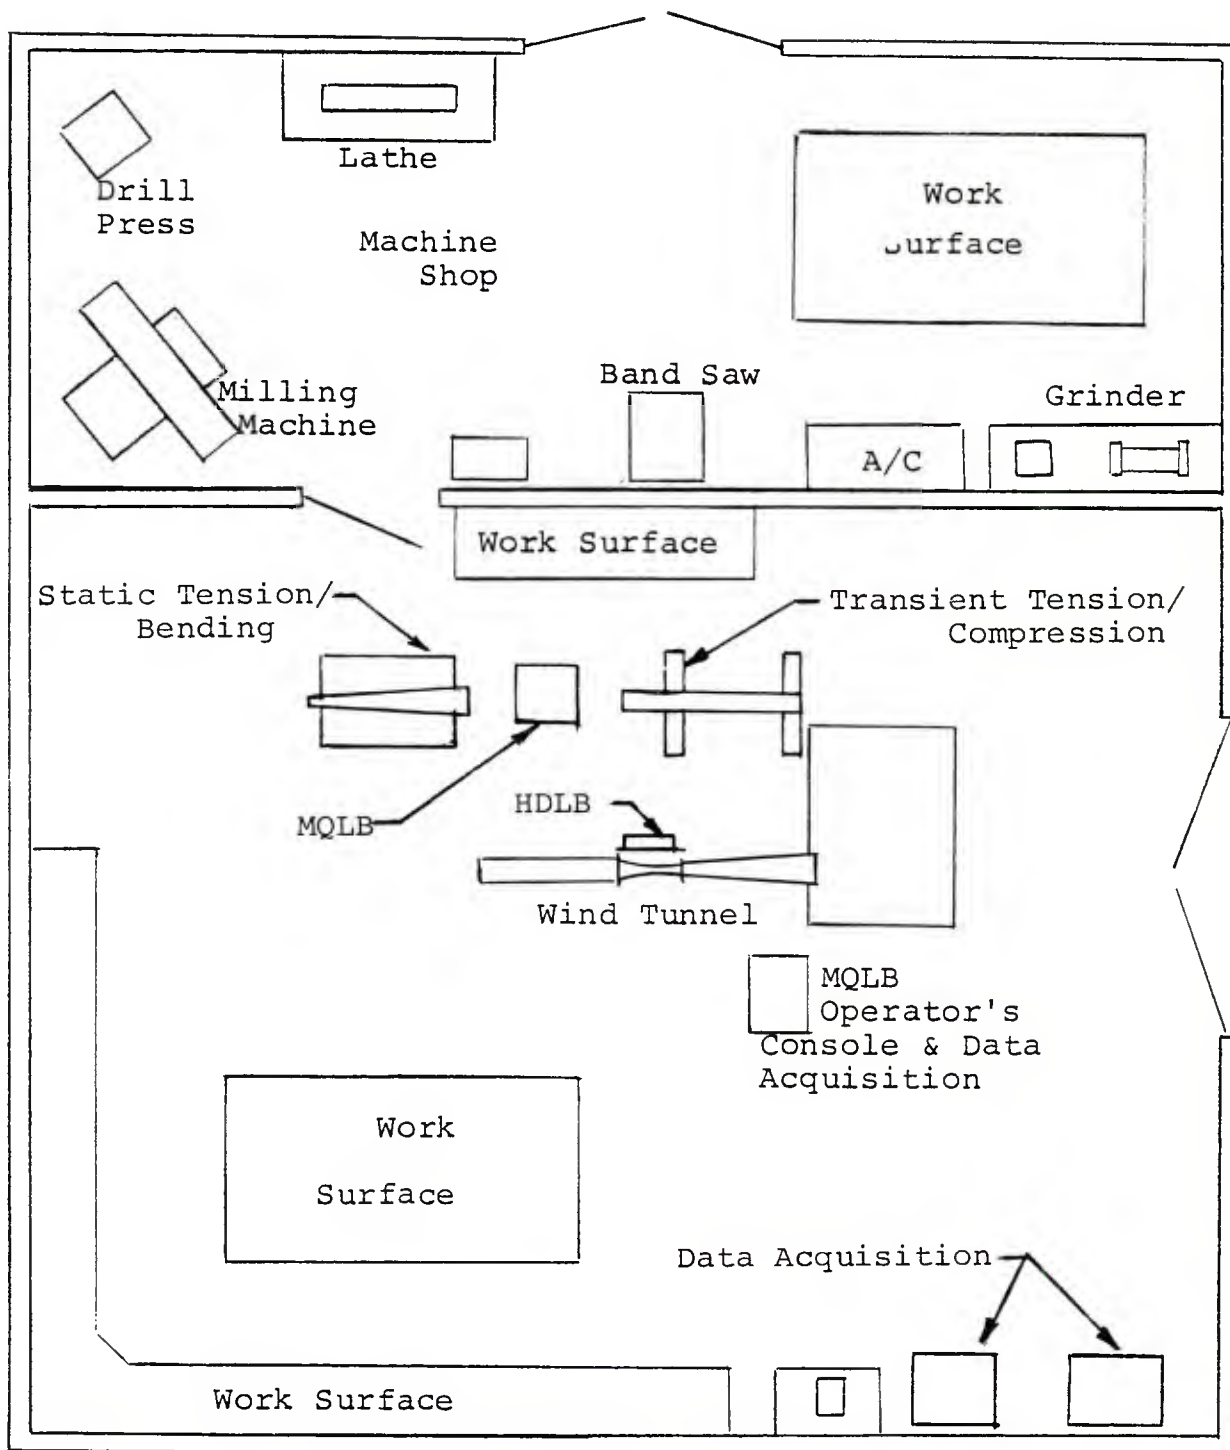 Lathe
Drill
Press
Machine
Shop
Work
Surface
Milling
Machine
Band Saw
Grinder
A/C
Work Surface
Static Tension/
Bending
Transient Tension/
Compression
MQLB
HDLB
Wind Tunnel
MQLB
Operator's
Console & Data
Acquisition
Work
Surface
Data Acquisition
Work Surface